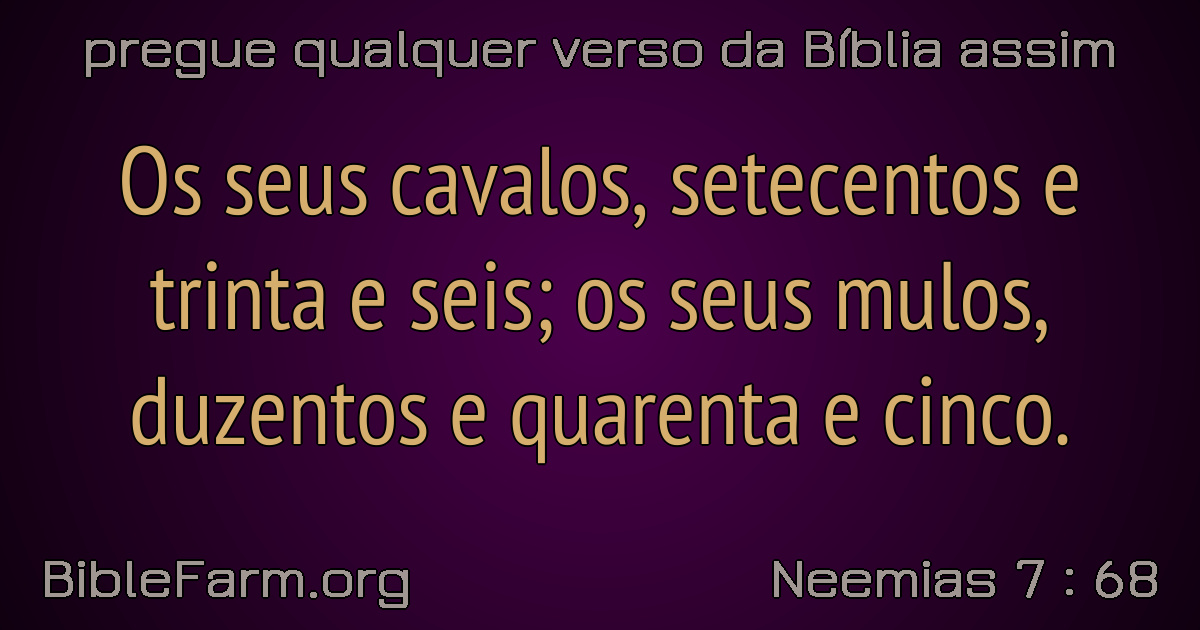 pregue qualquer verso da Bíblia assim
Os seus cavalos, setecentos e
trinta e seis; os seus mulos,
duzentos e quarenta e cinco.
BibleFarm.org
Neemias 7 : 68